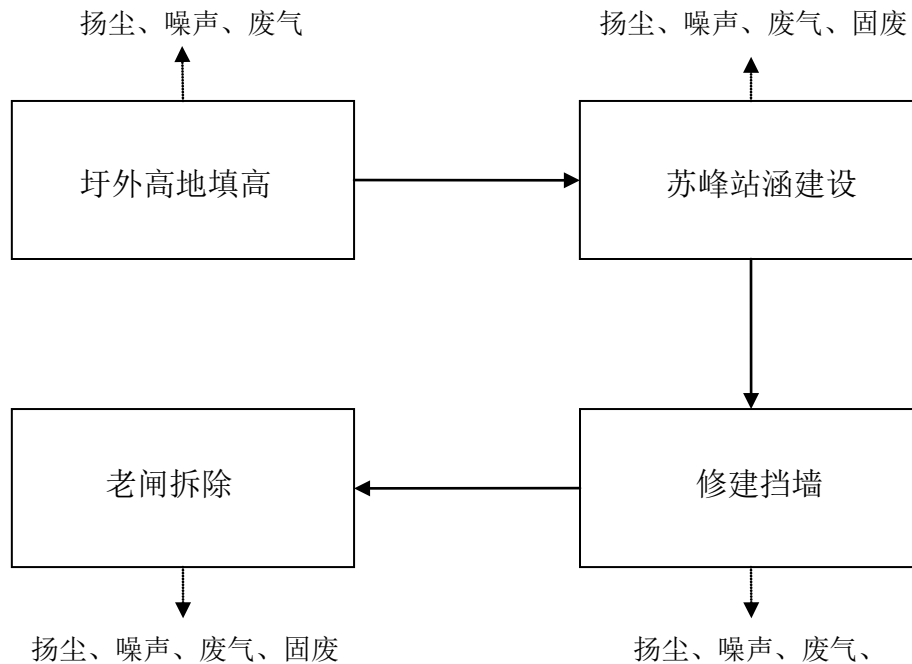 扬尘、噪声、废气
扬尘、噪声、废气、固废
圩外高地填高
苏峰站涵建设
老闸拆除
修建挡墙
扬尘、噪声、废气、固废
扬尘、噪声、废气、